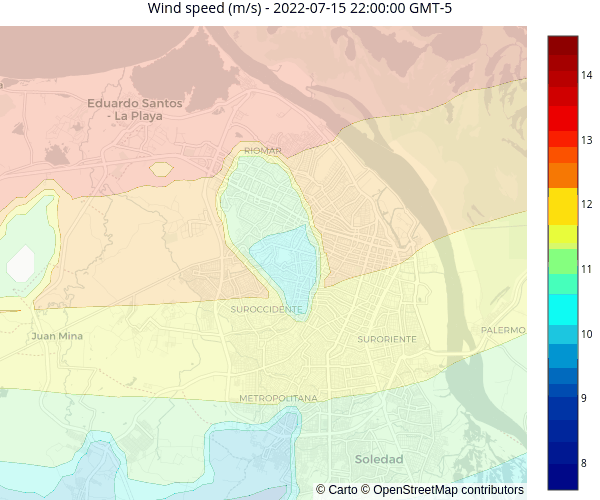 Wind speed (m/s) - 2022-07-15 22:00:00 GMT-5
Eduardo Santos
- La Playa
RIOMAR
SUROCCIDENTE
Juan Mina
SURORIENTE
PALERMO
METROPOLITANA
Soledad
© Carto © OpenStreetMap contributors
14
13
12
11
10
9
8